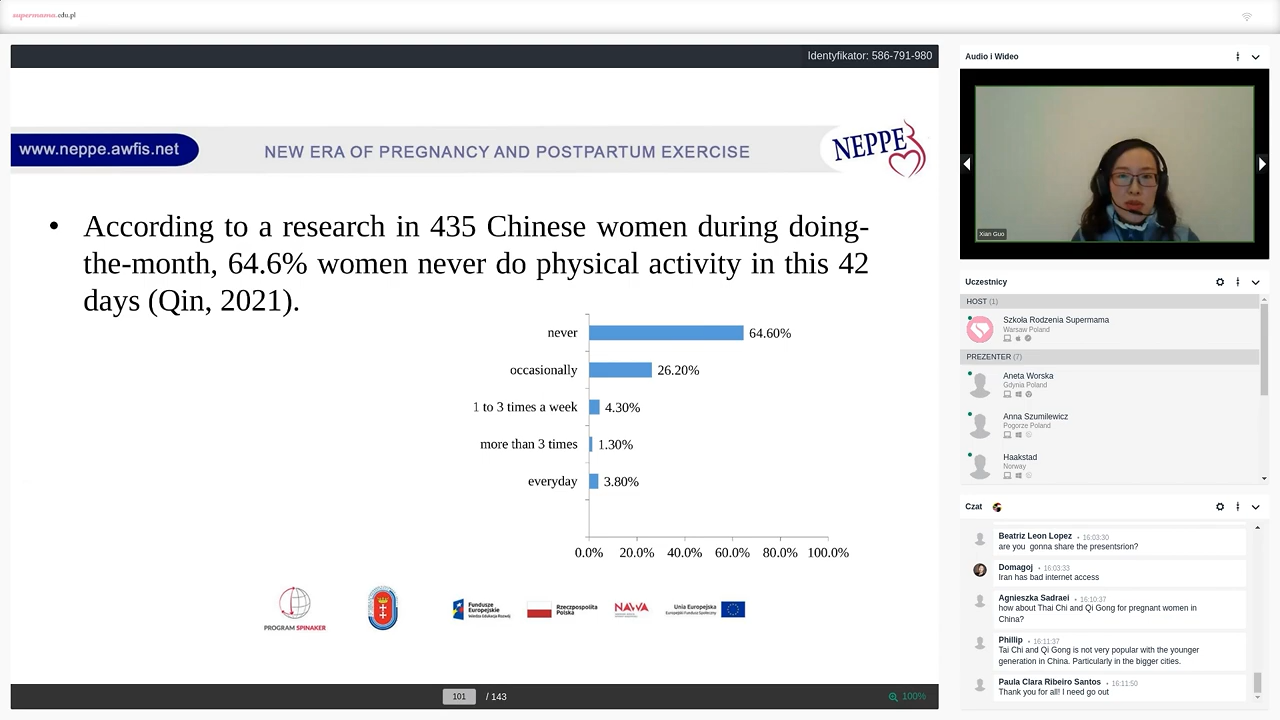 supermama.edu.pl
Identyfikator: 586-791-980
www.neppe.awfis.net
NEW ERA OF PREGNANCY AND POSTPARTUM EXERCISE
NEPPE
• According to a research in 435 Chinese women during doing-
the-month, 64.6% women never do physical activity in this 42
days (Qin, 2021).
never 64.60%
occasionally 26.20%
1 to 3 times a week 4.30%
more than 3 times 1.30%
everyday 3.80%
0.0% 20.0% 40.0% 60.0% 80.0% 100.0%
PROGRAM SPINAKER
Fundusze
Europejskie
Wiedza Edukacja Rozwój
Rzeczpospolita
Polska
NAWA
Unia Europejska
Europejski Fundusz Społeczny
101 / 143
100%
Audio i Wideo
Xian Guo
Uczestnicy
HOST (1)
Szkoła Rodzenia Supermama
Warsaw Poland
PREZENTER (7)
Aneta Worska
Gdynia Poland
Anna Szumilewicz
Pogorze Poland
Haakstad
Norway
Czat
Beatriz Leon Lopez • 16:03:30
are you gonna share the presentsrion?
Domagoj • 16:03:33
Iran has bad internet access
Agnieszka Sadraei • 16:10:37
how about Thai Chi and Qi Gong for pregnant women in
China?
Phillip • 16:11:37
Tai Chi and Qi Gong is not very popular with the younger
generation in China. Particularly in the bigger cities.
Paula Clara Ribeiro Santos • 16:11:50
Thank you for all! I need go out